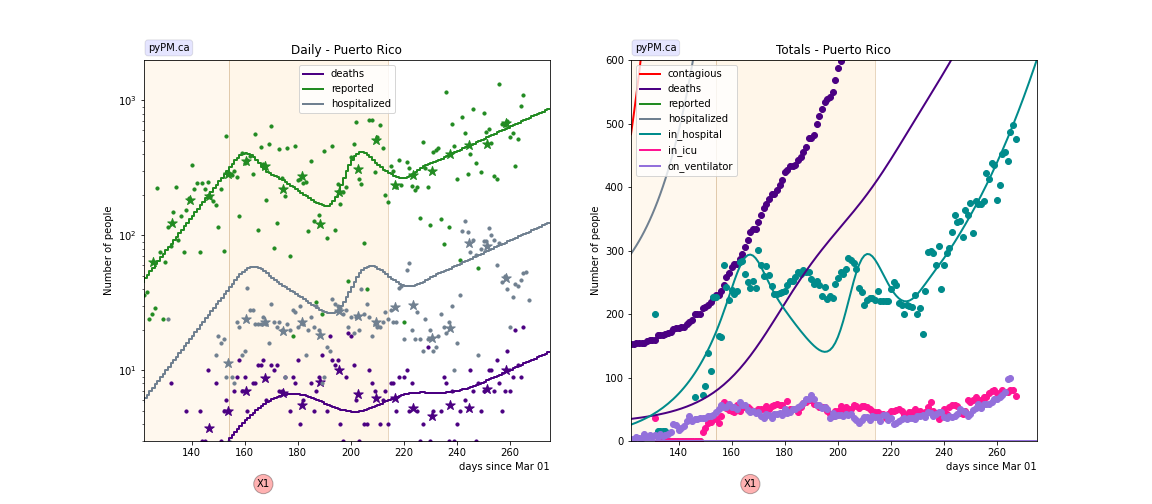 pyPM.ca
Daily - Puerto Rico
deaths
reported
hospitalized
10³
10²
10¹
Number of people
140 160 180 200 220 240 260
days since Mar 01
X1
pyPM.ca
Totals - Puerto Rico
contagious
deaths
reported
hospitalized
in_hospital
in_icu
on_ventilator
600
500
400
300
200
100
0
Number of people
140 160 180 200 220 240 260
days since Mar 01
X1